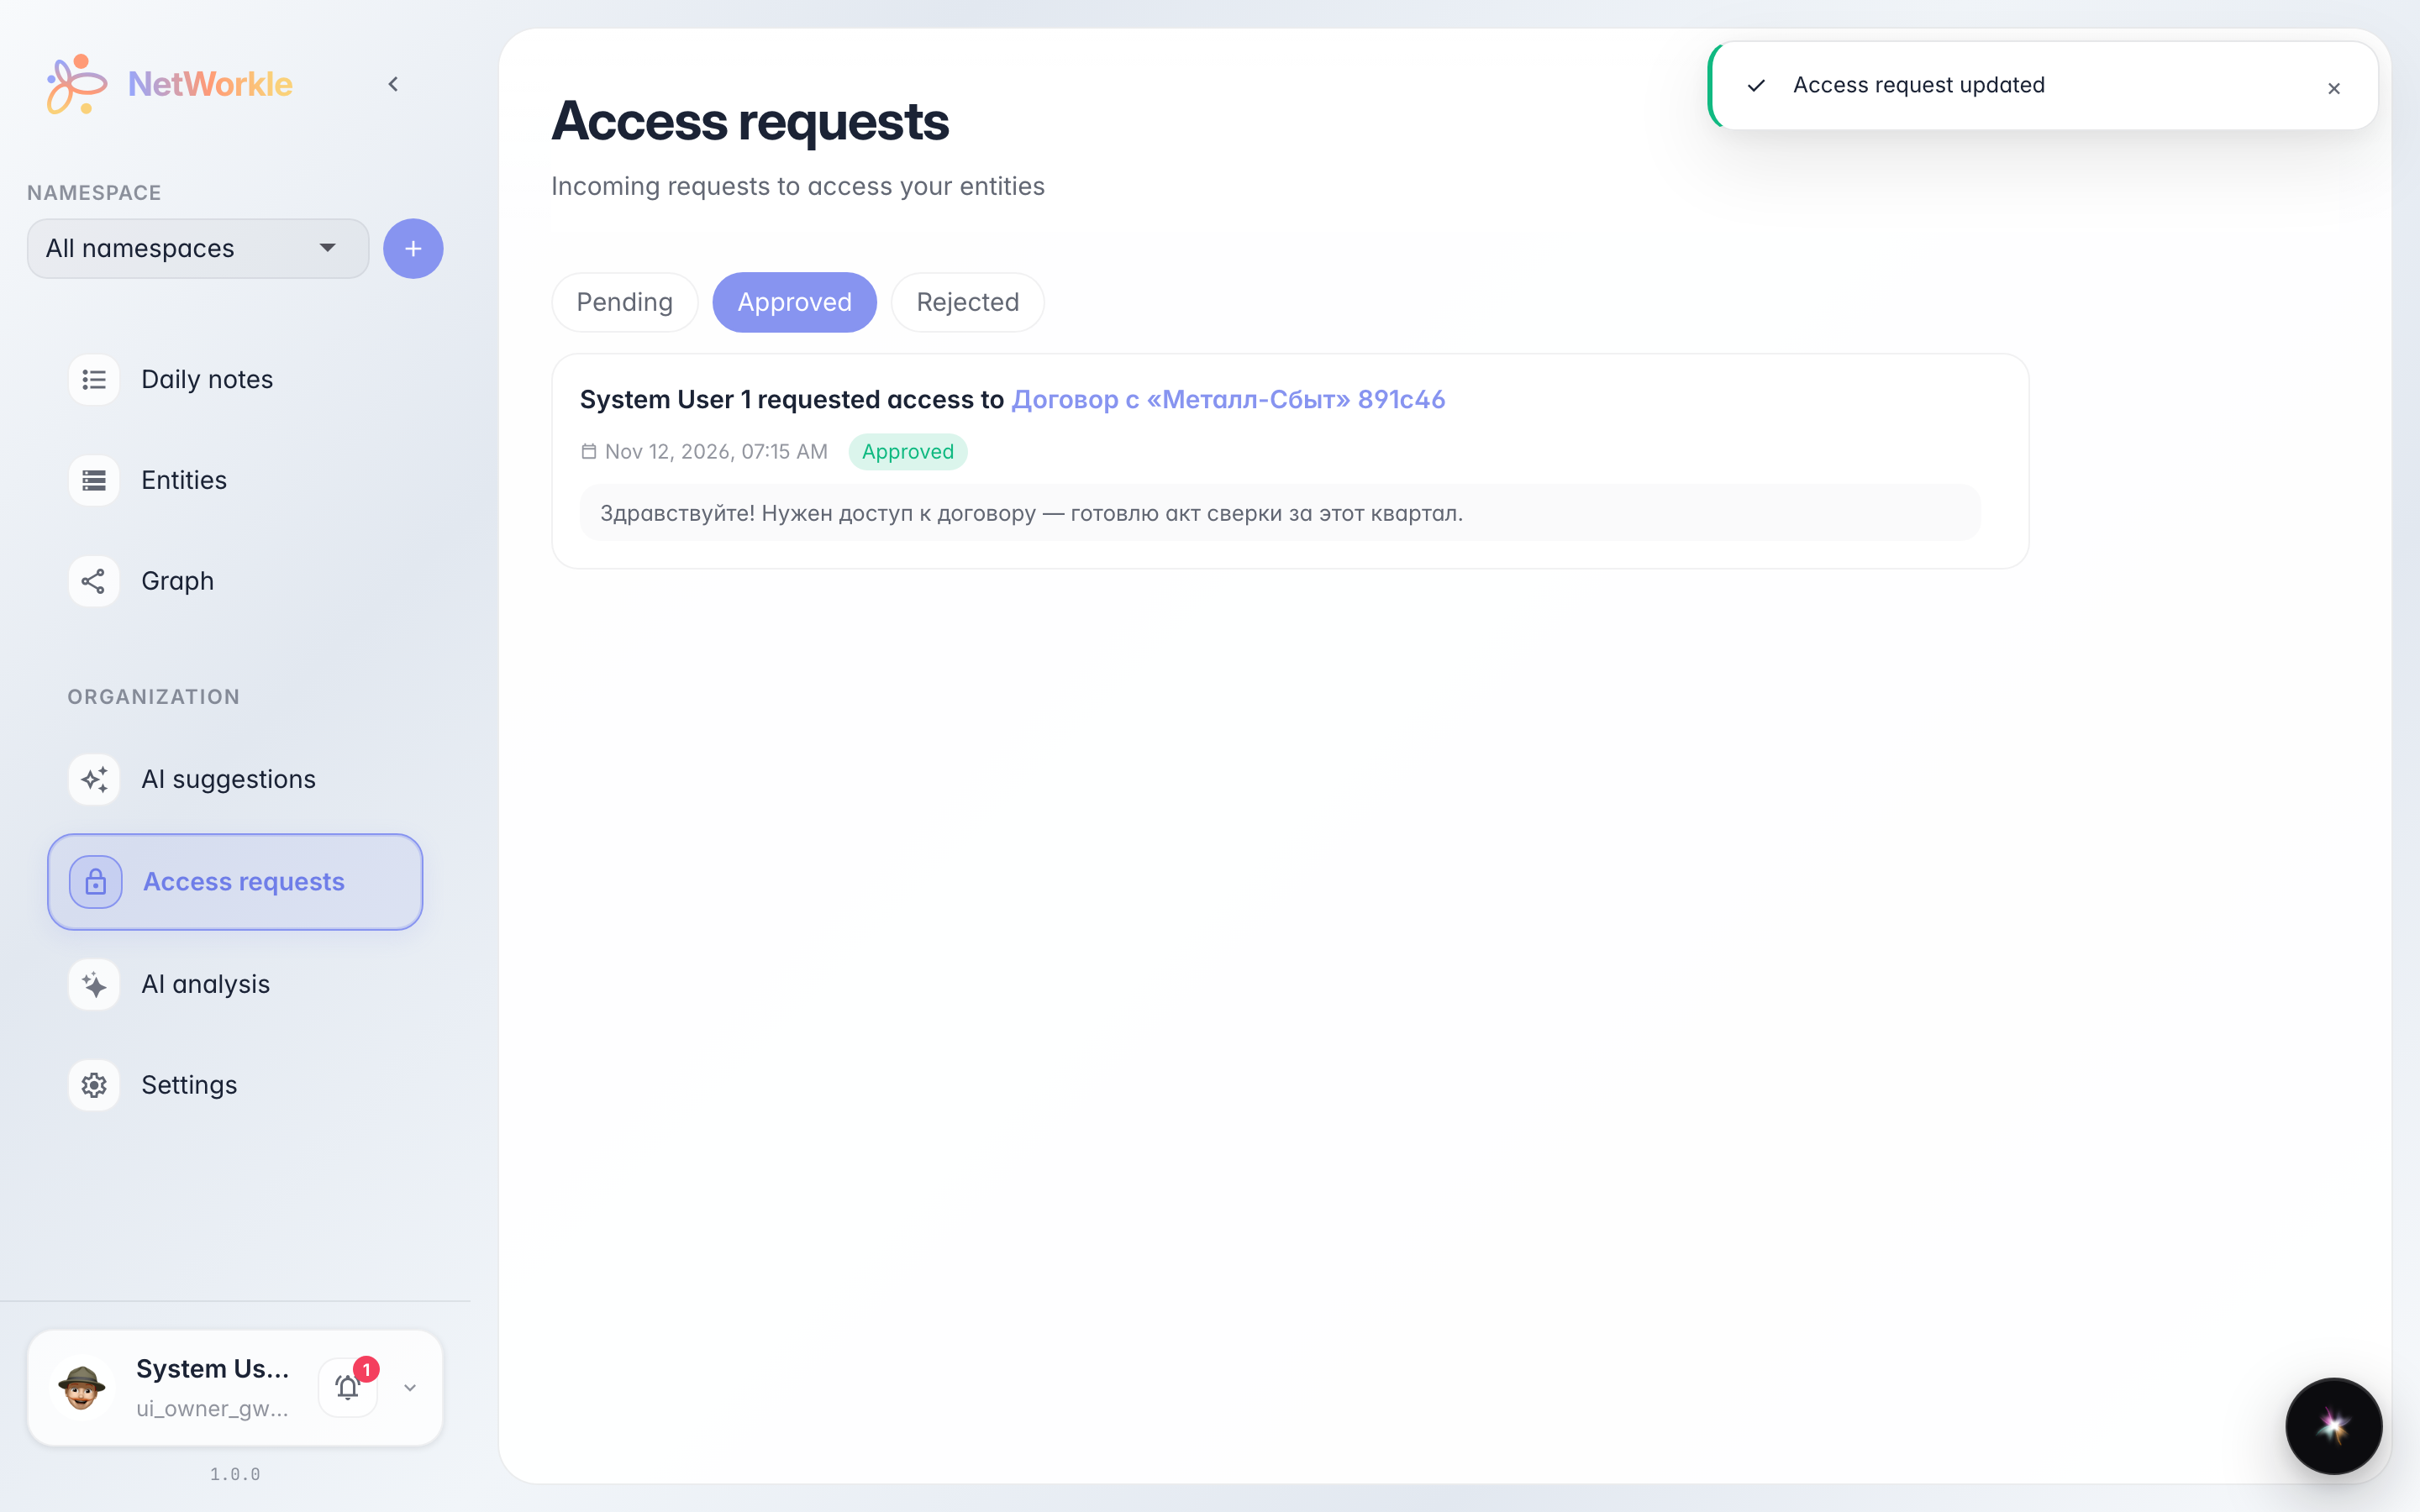 NetWorkle
NAMESPACE
All namespaces
Daily notes
Entities
Graph
ORGANIZATION
AI suggestions
Access requests
AI analysis
Settings
System Us...
ui_owner_gw...
1
1.0.0
Access requests
Incoming requests to access your entities
Access request updated
Pending
Approved
Rejected
System User 1 requested access to Договор с «Металл-Сбыт» 891c46
Nov 12, 2026, 07:15 AM
Approved
Здравствуйте! Нужен доступ к договору — готовлю акт сверки за этот квартал.